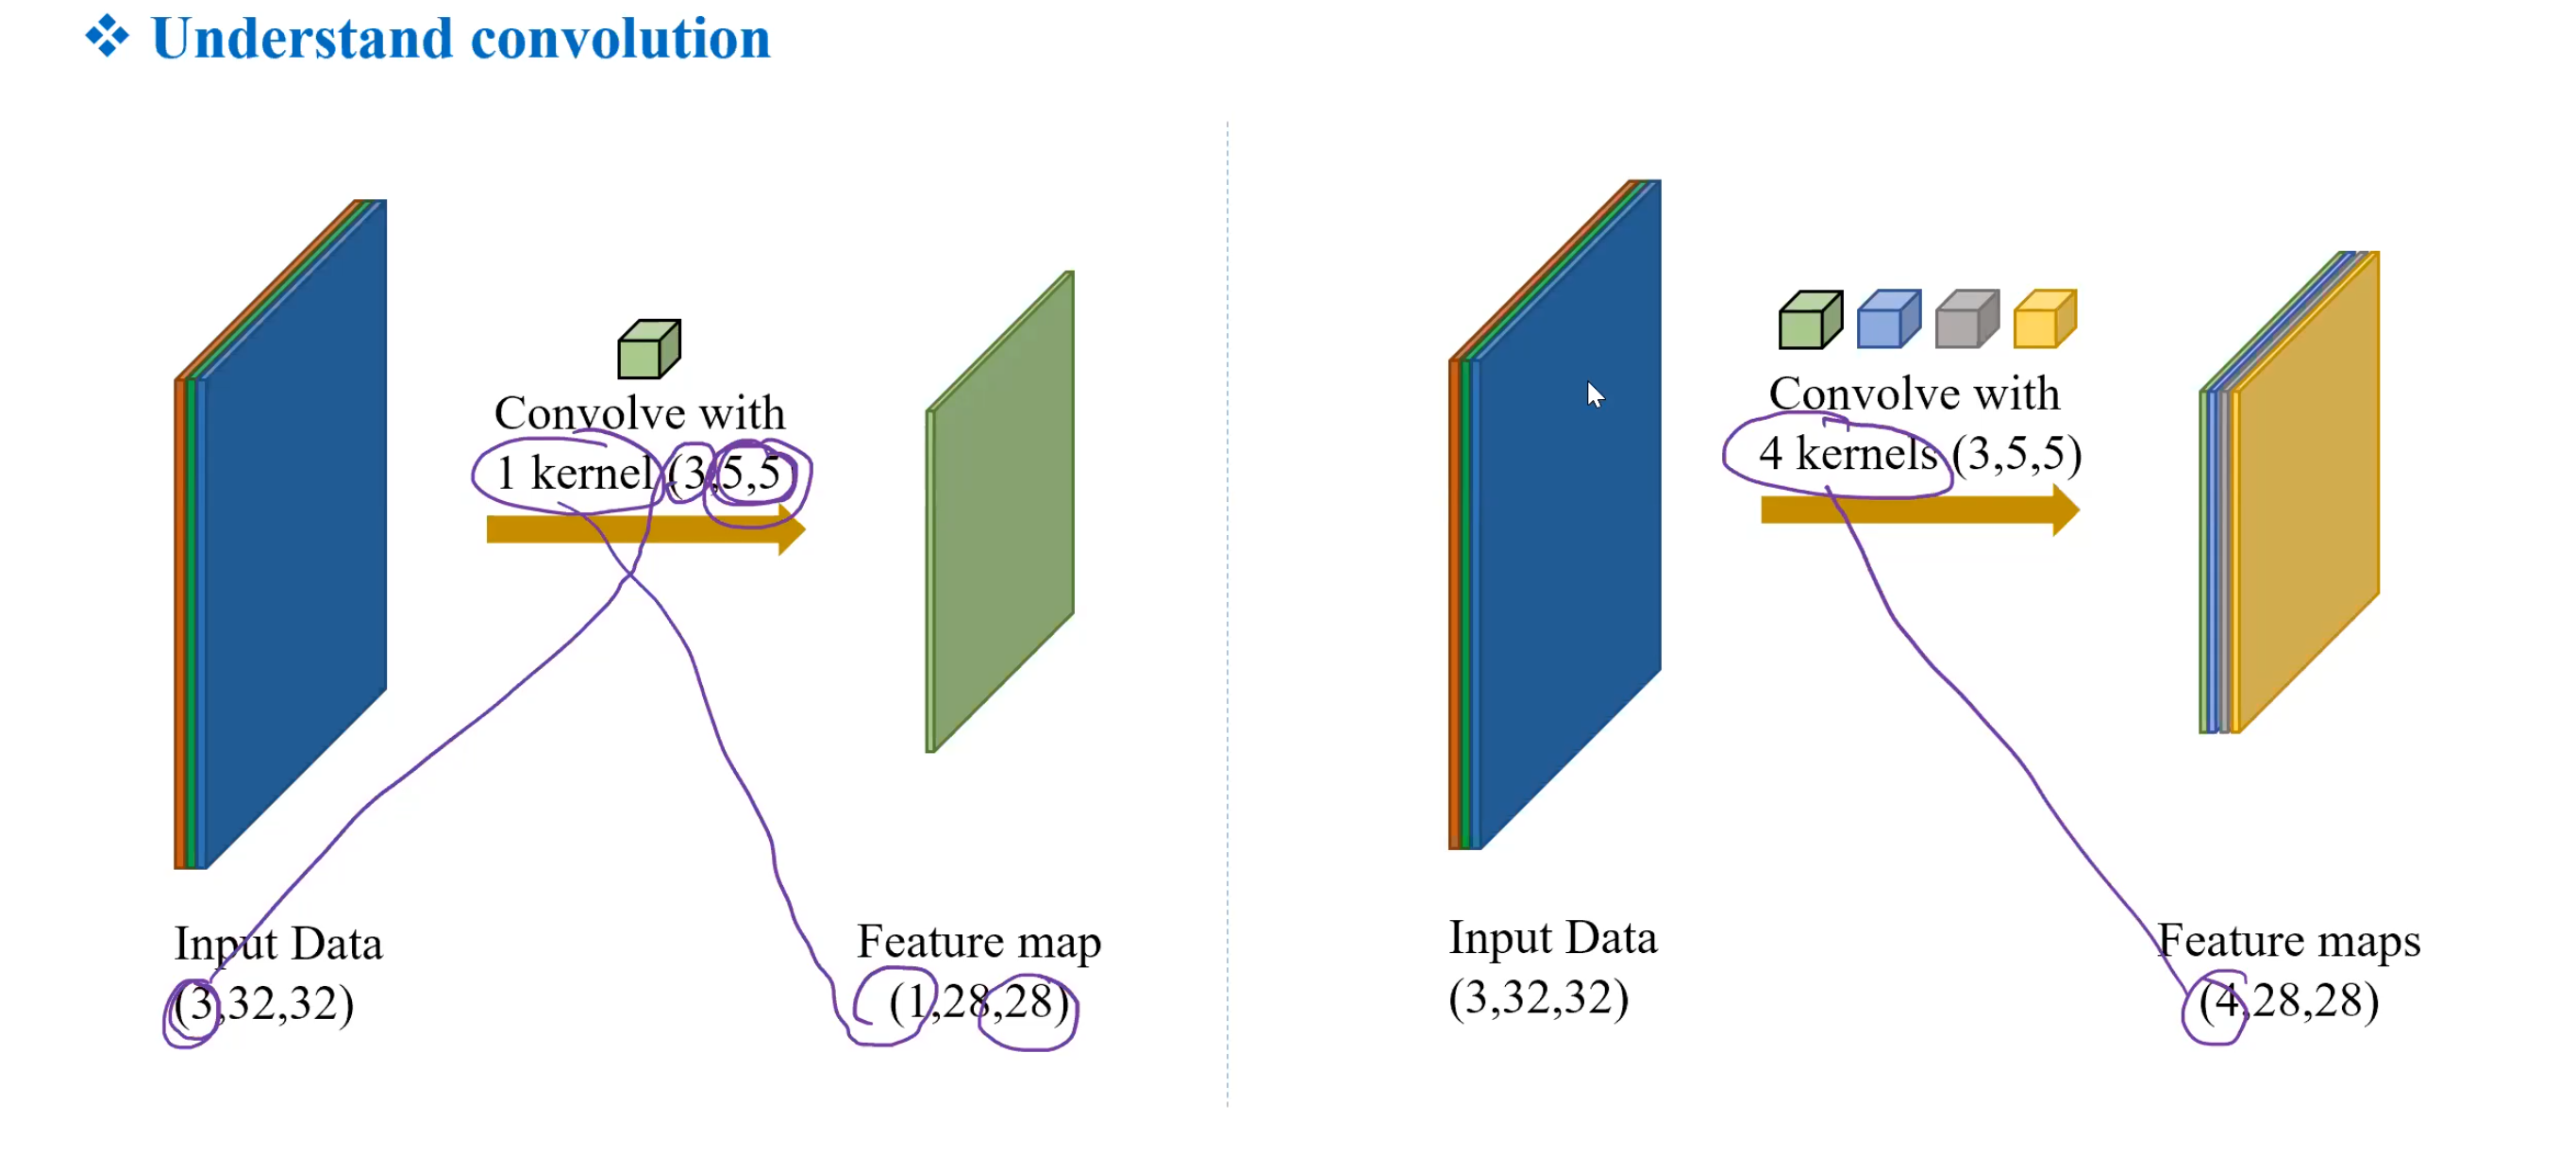 Understand convolution
Convolve with
1 kernel (3,5,5)
Input Data
(3,32,32)
Feature map
(1,28,28)
Convolve with
4 kernels (3,5,5)
Input Data
(3,32,32)
Feature maps
(4,28,28)